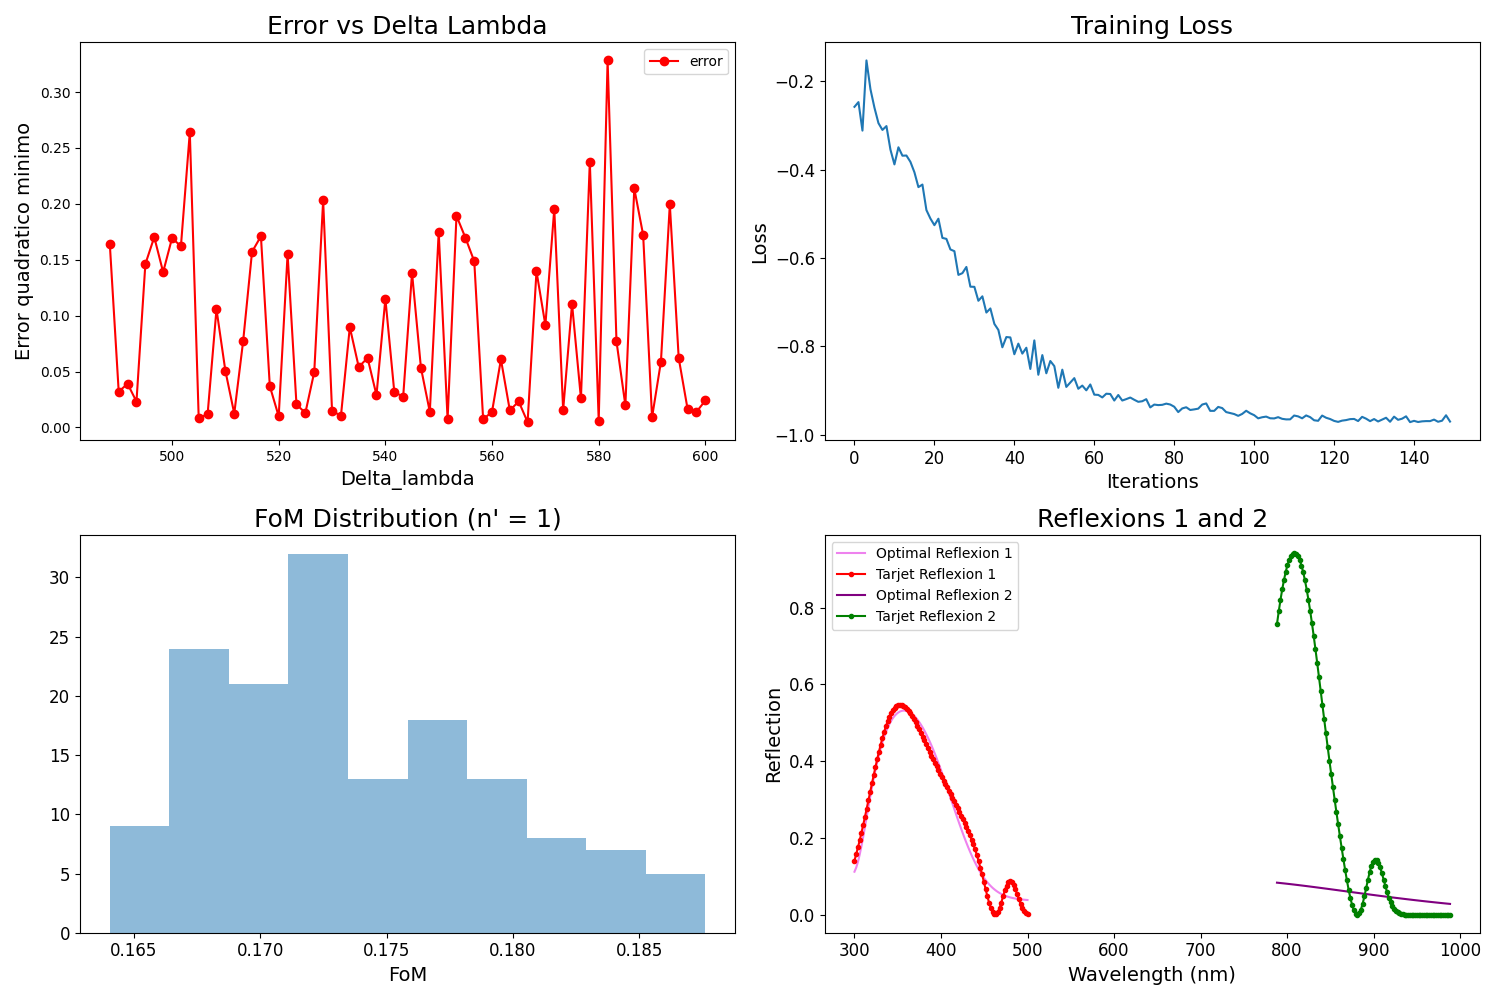 Error vs Delta Lambda
error
Error quadratico minimo
0.30
0.25
0.20
0.15
0.10
0.05
0.00
500 520 540 560 580 600
Delta_lambda
Training Loss
Loss
−0.2
−0.4
−0.6
−0.8
−1.0
0 20 40 60 80 100 120 140
Iterations
FoM Distribution (n' = 1)
30
25
20
15
10
5
0
0.165 0.170 0.175 0.180 0.185
FoM
Reflexions 1 and 2
Optimal Reflexion 1
Tarjet Reflexion 1
Optimal Reflexion 2
Tarjet Reflexion 2
Reflection
0.8
0.6
0.4
0.2
0.0
300 400 500 600 700 800 900 1000
Wavelength (nm)